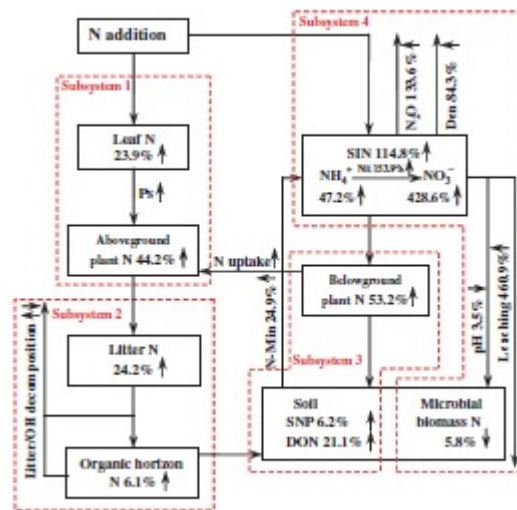 N addition
Subsystem 4
Subsystem 1
Leaf N
23.9%
Ps
Aboveground
plant N 44.2%
N uptake
Subsystem 2
Litter N
24.2%
Litter/OH decomposition
Organic horizon
N 6.1%
N₂O 133.6%
Den 84.3%
SIN 114.8%
NH₄⁺ Nit 153.9% NO₃⁻
47.2% 428.6%
Belowground
plant N 53.2%
N-Min 24.9%
Subsystem 3
pH 3.5%
Leaching 460.9%
Soil
SNP 6.2%
DON 21.1%
Microbial
biomass N
5.8%